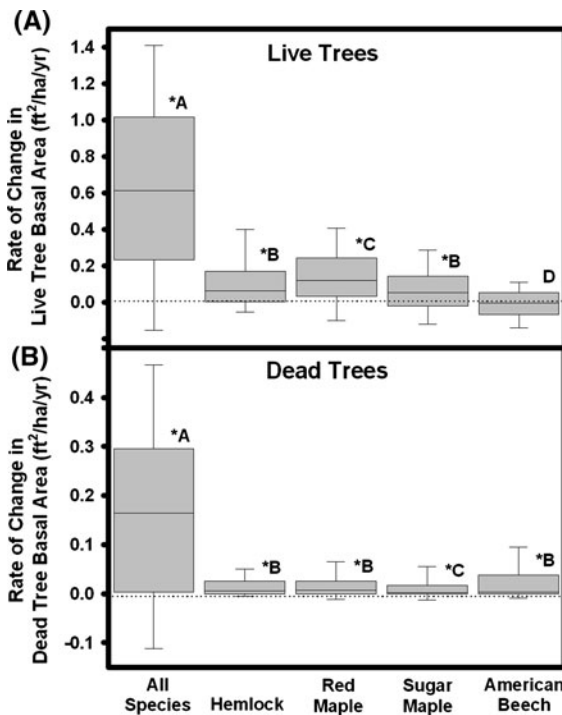 (A)
Live Trees
Rate of Change in
Live Tree Basal Area (ft²/ha/yr)
1.4
1.2
1.0
0.8
0.6
0.4
0.2
0.0
*A
*B
*C
*B
D
(B)
Dead Trees
Rate of Change in
Dead Tree Basal Area (ft²/ha/yr)
0.4
0.3
0.2
0.1
0.0
-0.1
*A
*B
*B
*C
*B
All
Species
Hemlock
Red
Maple
Sugar
Maple
American
Beech